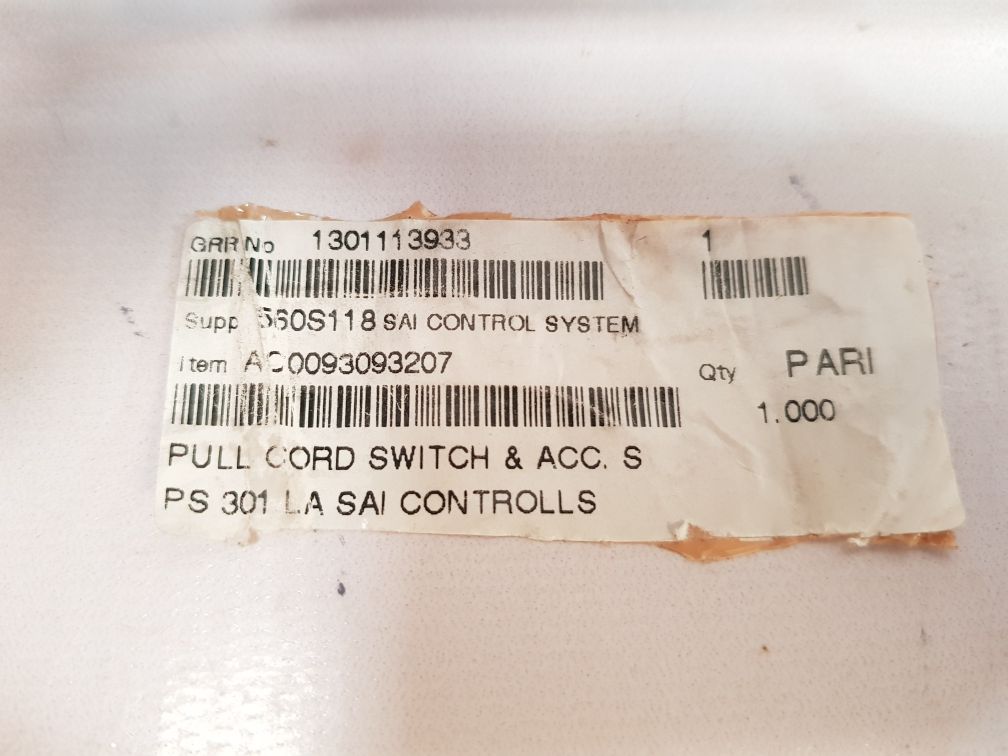 GRR No 1301113933 1
Supp 560S118 SAI CONTROL SYSTEM
Item AC0093093207
Qty PARI
1.000
PULL CORD SWITCH & ACC. S
PS 301 LA SAI CONTROLLS